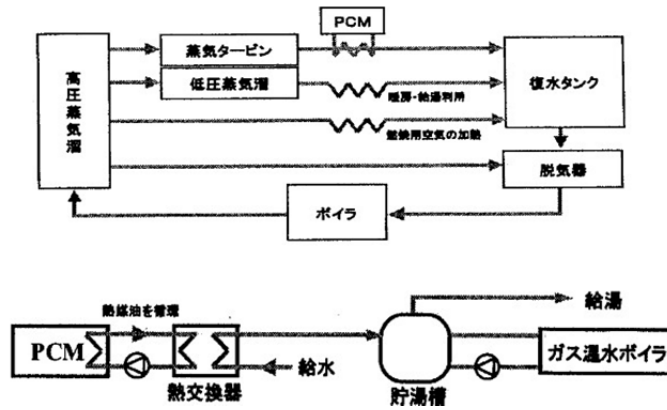 PCM
蒸気タービン
低圧蒸気溜
高圧蒸気溜
暖房・給湯利用
燃焼用空気の加熱
復水タンク
脱気器
ボイラ
熱媒油を循環
給湯
PCM
給水
熱交換器
貯湯槽
ガス温水ボイラ